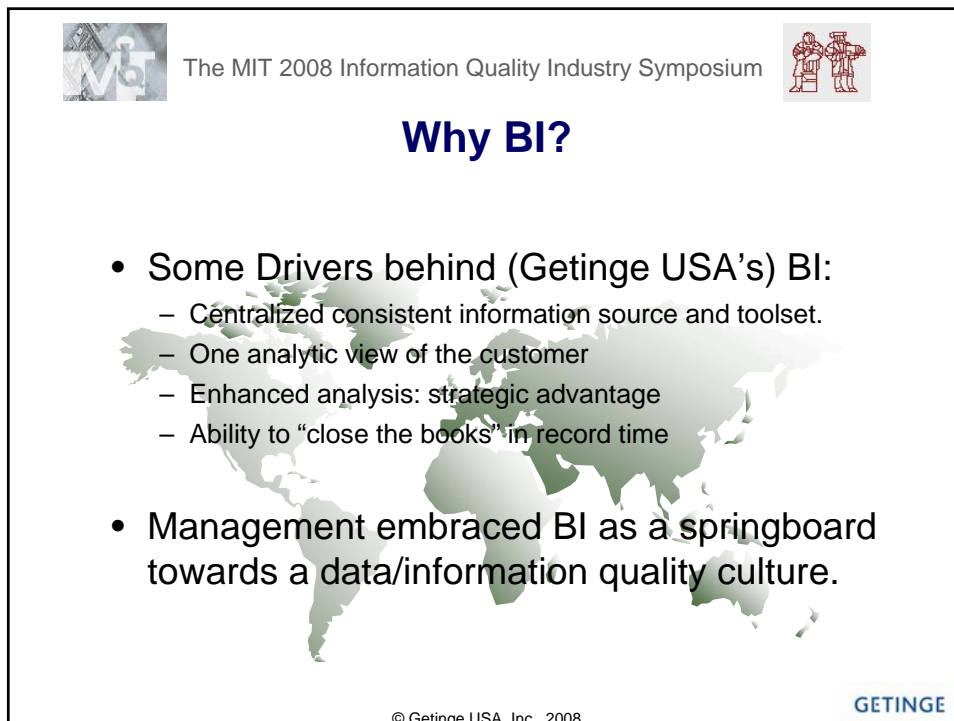 The MIT 2008 Information Quality Industry Symposium
Why BI?
• Some Drivers behind (Getinge USA's) BI:
– Centralized consistent information source and toolset.
– One analytic view of the customer
– Enhanced analysis: strategic advantage
– Ability to “close the books” in record time
• Management embraced BI as a springboard
towards a data/information quality culture.
© Getinge USA, Inc., 2008
GETINGE